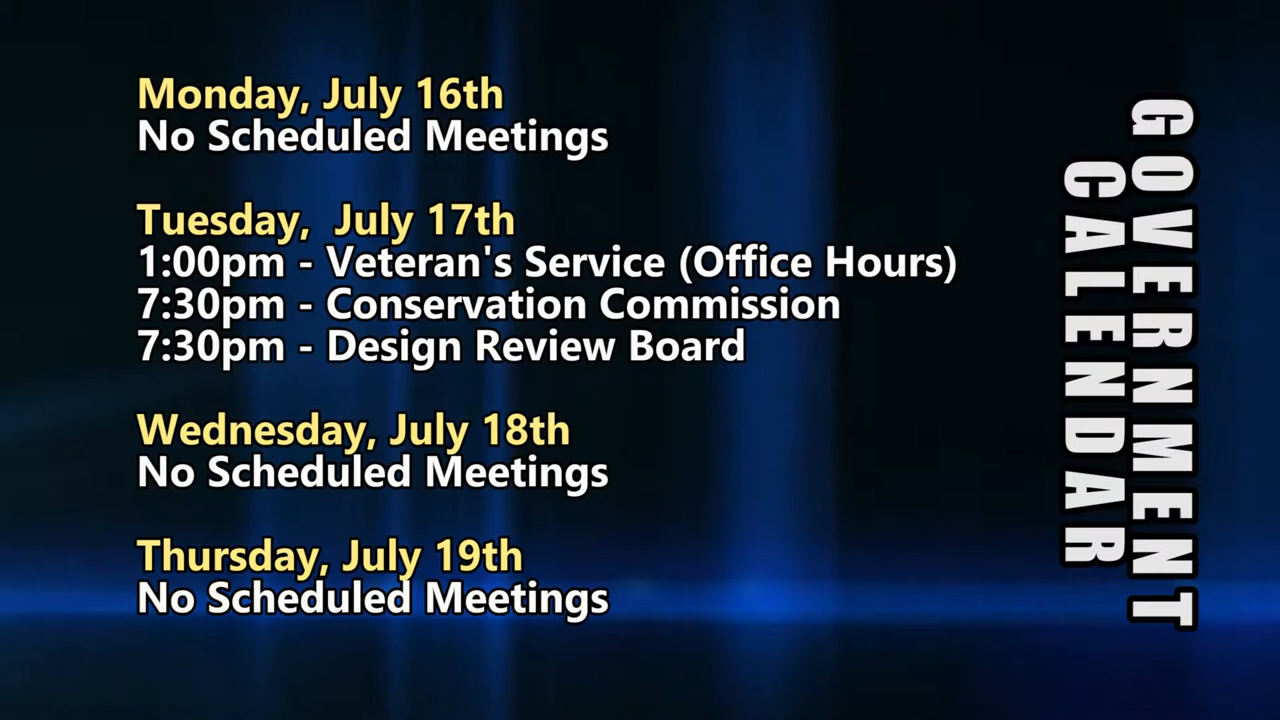 Monday, July 16th
No Scheduled Meetings
Tuesday,  July 17th
1:00pm - Veteran's Service (Office Hours)
7:30pm - Conservation Commission
7:30pm - Design Review Board
Wednesday, July 18th
No Scheduled Meetings
Thursday, July 19th
No Scheduled Meetings
GOVERNMENT
CALENDAR